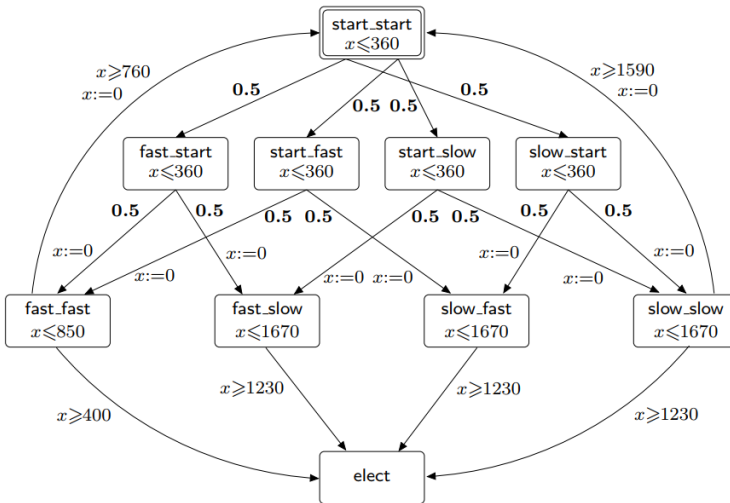 start_start
x⩽360
x⩾760
x:=0
x⩾1590
x:=0
0.5
0.5 0.5
0.5
fast_start
x⩽360
start_fast
x⩽360
start_slow
x⩽360
slow_start
x⩽360
0.5
0.5
0.5 0.5
0.5 0.5
0.5
0.5
x:=0
x:=0
x:=0
x:=0
x:=0
x:=0 x:=0
x:=0
fast_fast
x⩽850
fast_slow
x⩽1670
slow_fast
x⩽1670
slow_slow
x⩽1670
x⩾400
x⩾1230
x⩾1230
x⩾1230
elect